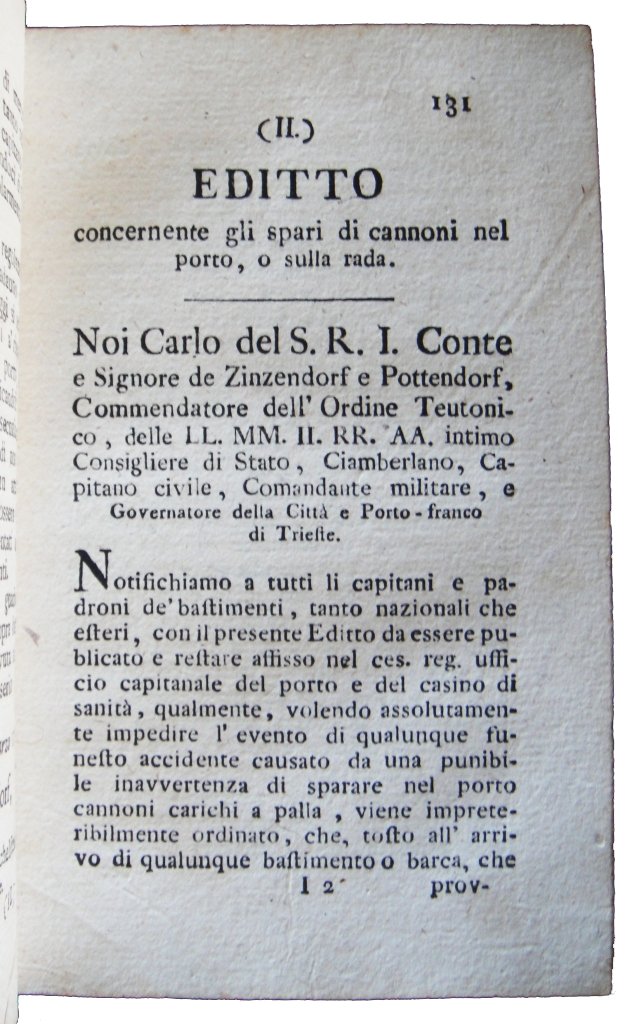 131
(II.)
EDITTO
concernente gli spari di cannoni nel
porto, o sulla rada.
Noi Carlo del S. R. I. Conte
e Signore de Zinzendorf e Pottendorf,
Commendatore dell' Ordine Teutoni-
co, delle LL. MM. II. RR. AA. intimo
Consigliere di Stato, Ciamberlano, Ca-
pitano civile, Comandante militare, e
Governatore della Città e Porto-franco
di Trieſte.
Notifichiamo a tutti li capitani e pa-
droni de' baſtimenti, tanto nazionali che
eſteri, con il presente Editto da essere pu-
blicato e reſtare affisso nel ces. reg. uffi-
cio capitanale del porto e del casino di
sanità, qualmente, volendo assolutamen-
te impedire l' evento di qualunque fu-
neſto accidente causato da una punibi-
le inavvertenza di sparare nel porto
cannoni carichi a palla, viene imprete-
ribilmente ordinato, che, toſto all' arri-
vo di qualunque baſtimento o barca, che
I 2
prov-